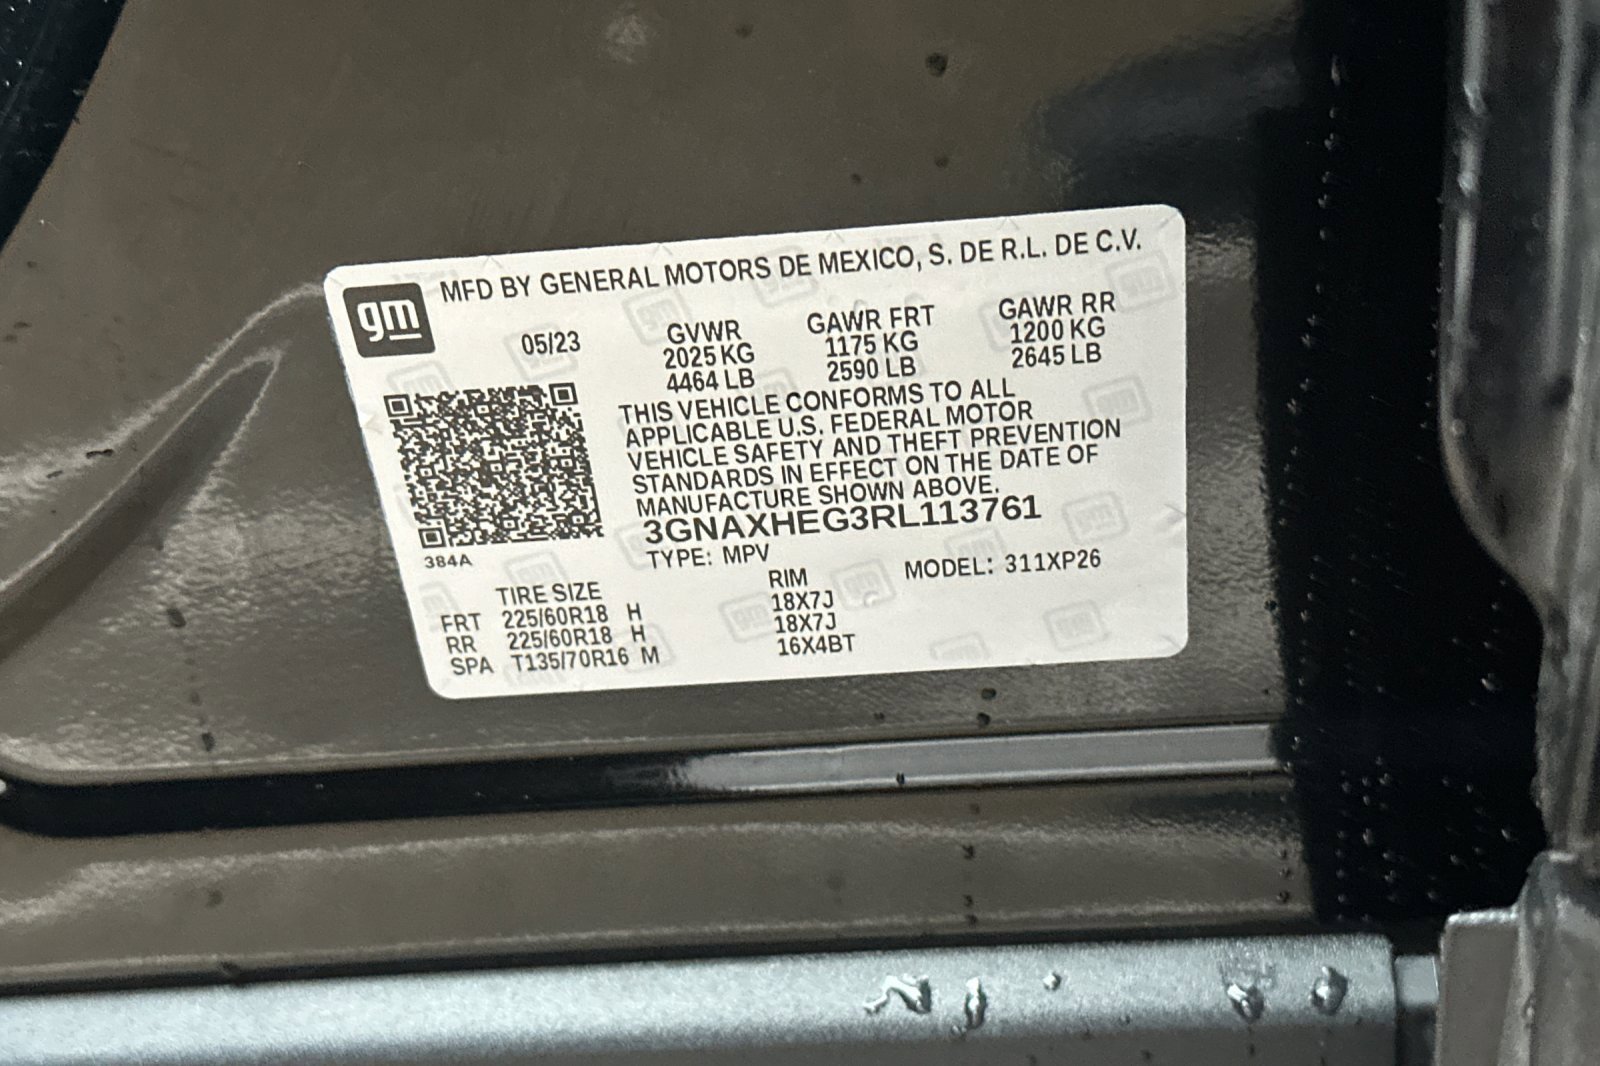 gm
MFD BY GENERAL MOTORS DE MEXICO, S. DE R.L. DE C.V.
05/23 GVWR GAWR FRT GAWR RR
2025 KG 1175 KG 1200 KG
4464 LB 2590 LB 2645 LB
THIS VEHICLE CONFORMS TO ALL
APPLICABLE U.S. FEDERAL MOTOR
VEHICLE SAFETY AND THEFT PREVENTION
STANDARDS IN EFFECT ON THE DATE OF
MANUFACTURE SHOWN ABOVE.
3GNAXHEG3RL113761
384A
TYPE: MPV MODEL: 311XP26
TIRE SIZE RIM
FRT 225/60R18 H 18X7J
RR 225/60R18 H 18X7J
SPA T135/70R16 M 16X4BT